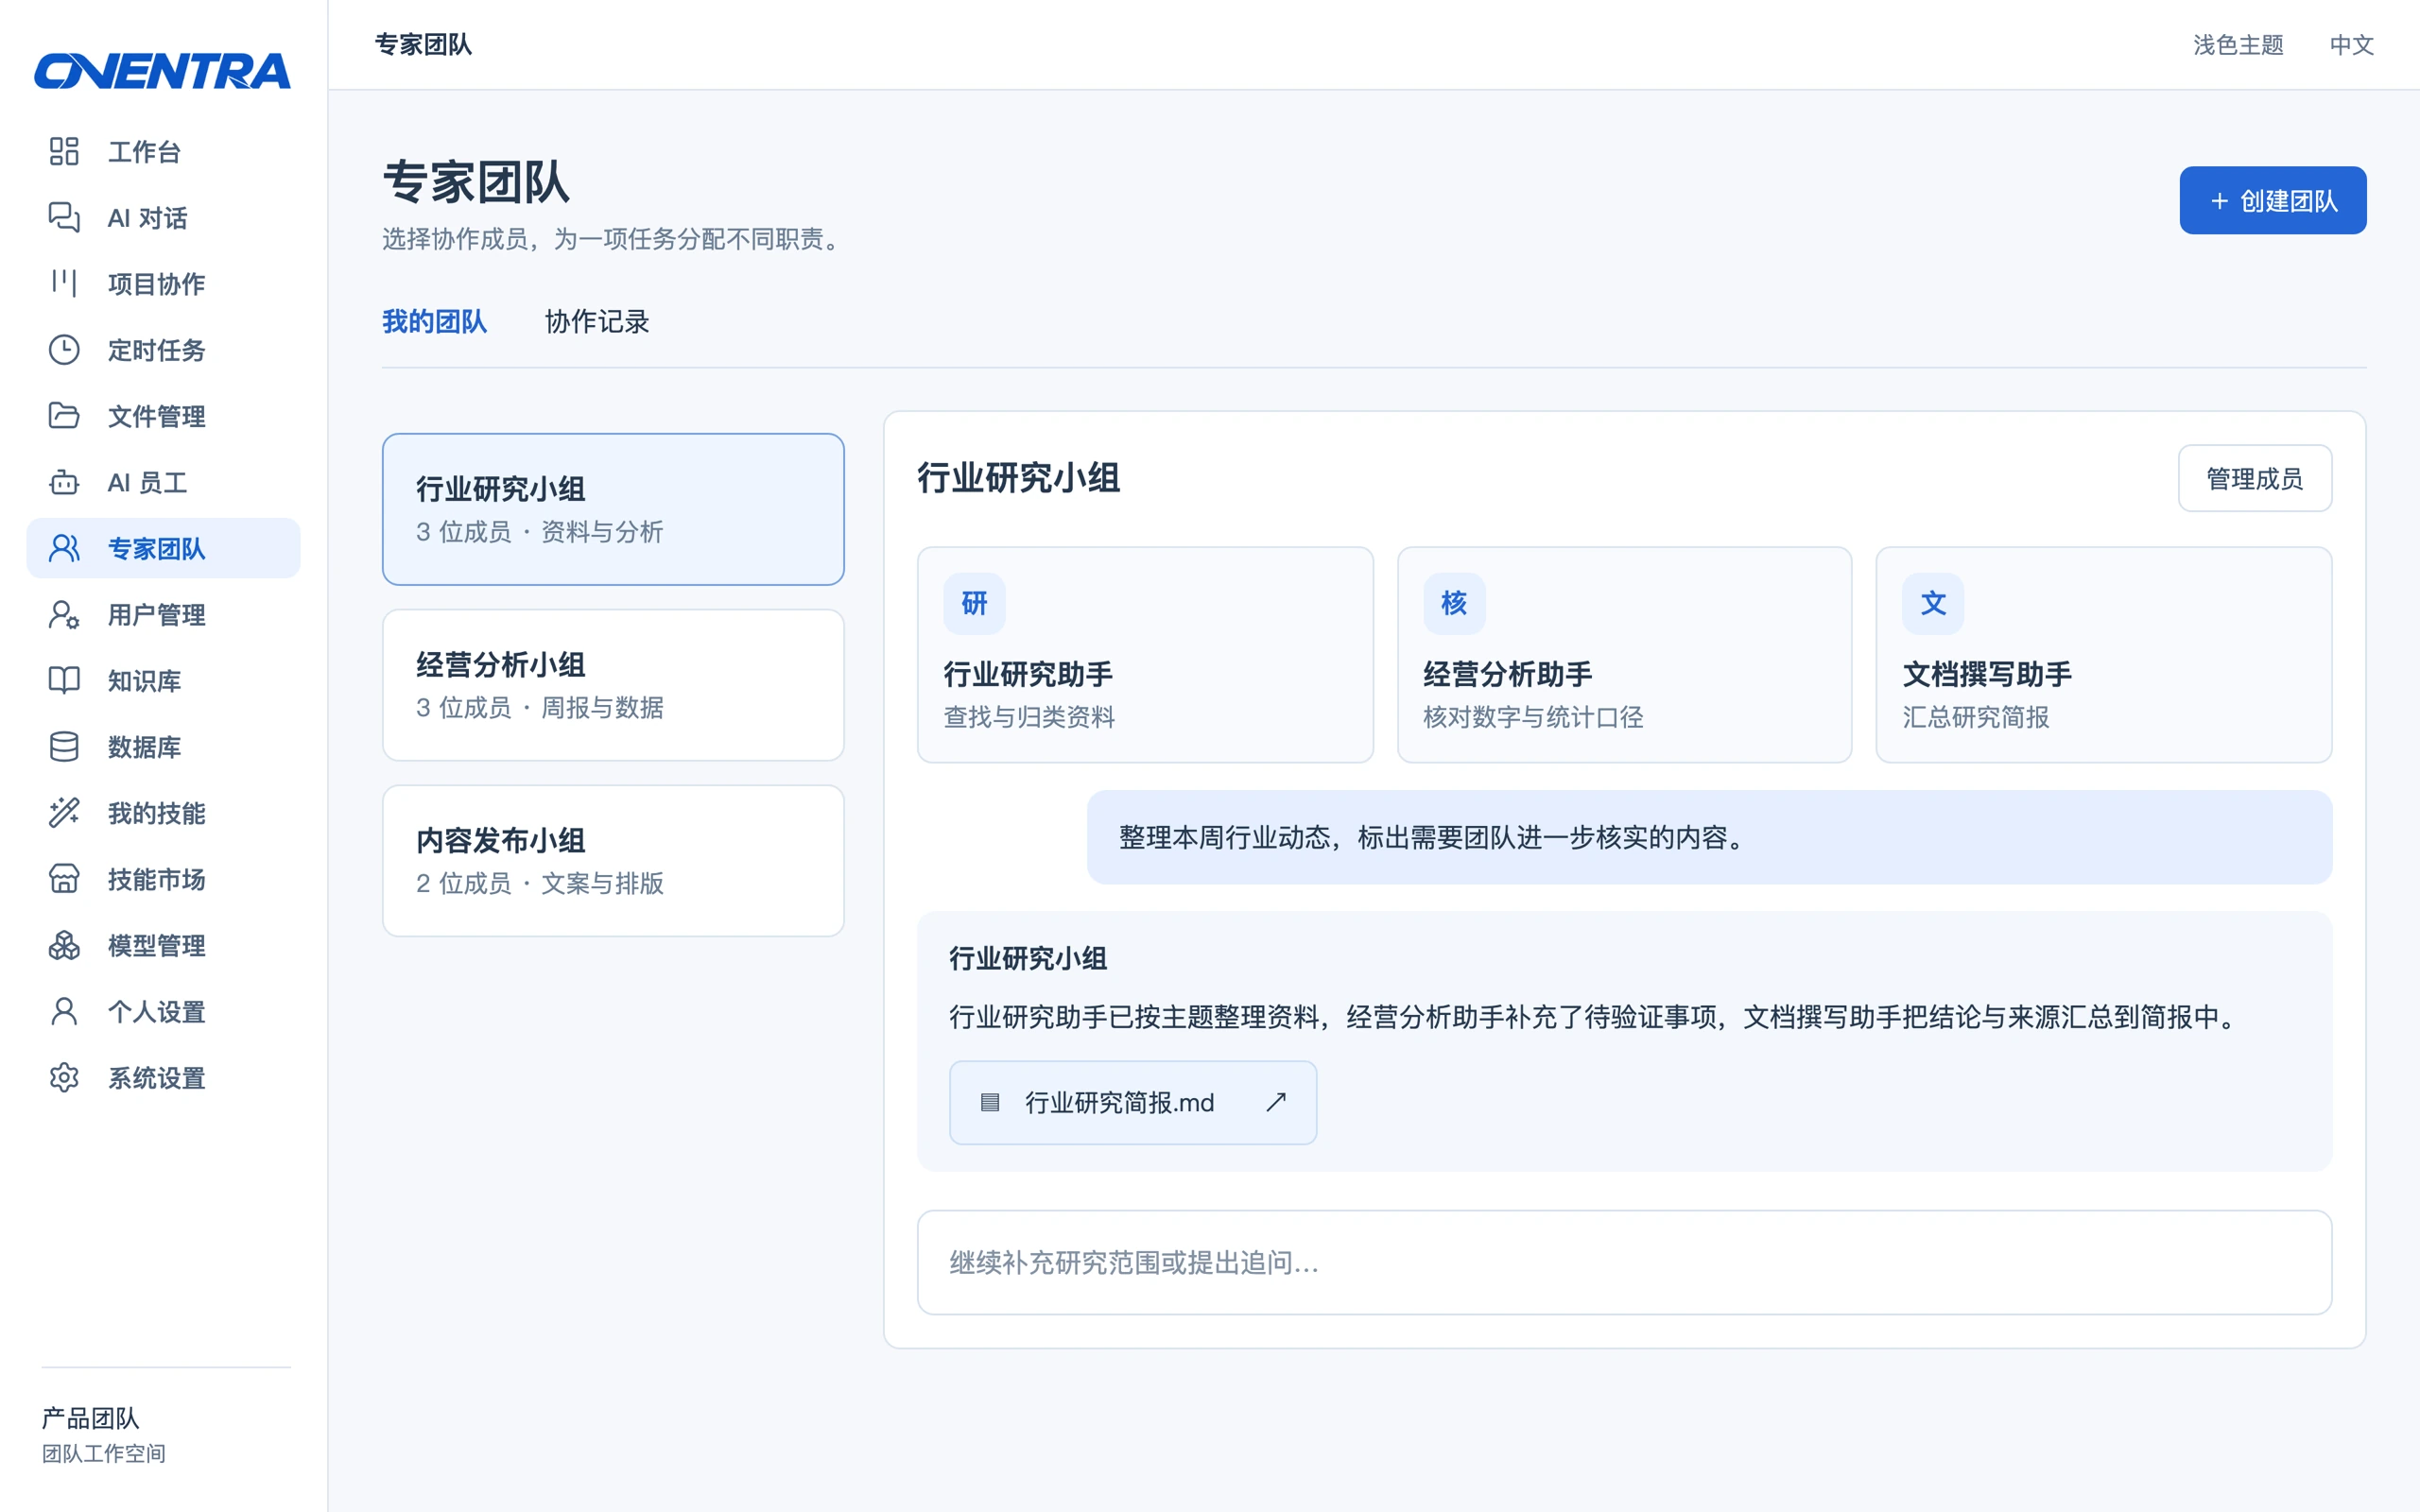 ONENTRA
工作台
AI 对话
项目协作
定时任务
文件管理
AI 员工
专家团队
用户管理
知识库
数据库
我的技能
技能市场
模型管理
个人设置
系统设置
产品团队
团队工作空间
专家团队
浅色主题
中文
专家团队
选择协作成员，为一项任务分配不同职责。
+ 创建团队
我的团队
协作记录
行业研究小组
3 位成员 · 资料与分析
经营分析小组
3 位成员 · 周报与数据
内容发布小组
2 位成员 · 文案与排版
行业研究小组
管理成员
研
行业研究助手
查找与归类资料
核
经营分析助手
核对数字与统计口径
文
文档撰写助手
汇总研究简报
整理本周行业动态，标出需要团队进一步核实的内容。
行业研究小组
行业研究助手已按主题整理资料，经营分析助手补充了待验证事项，文档撰写助手把结论与来源汇总到简报中。
▤ 行业研究简报.md ↗
继续补充研究范围或提出追问...